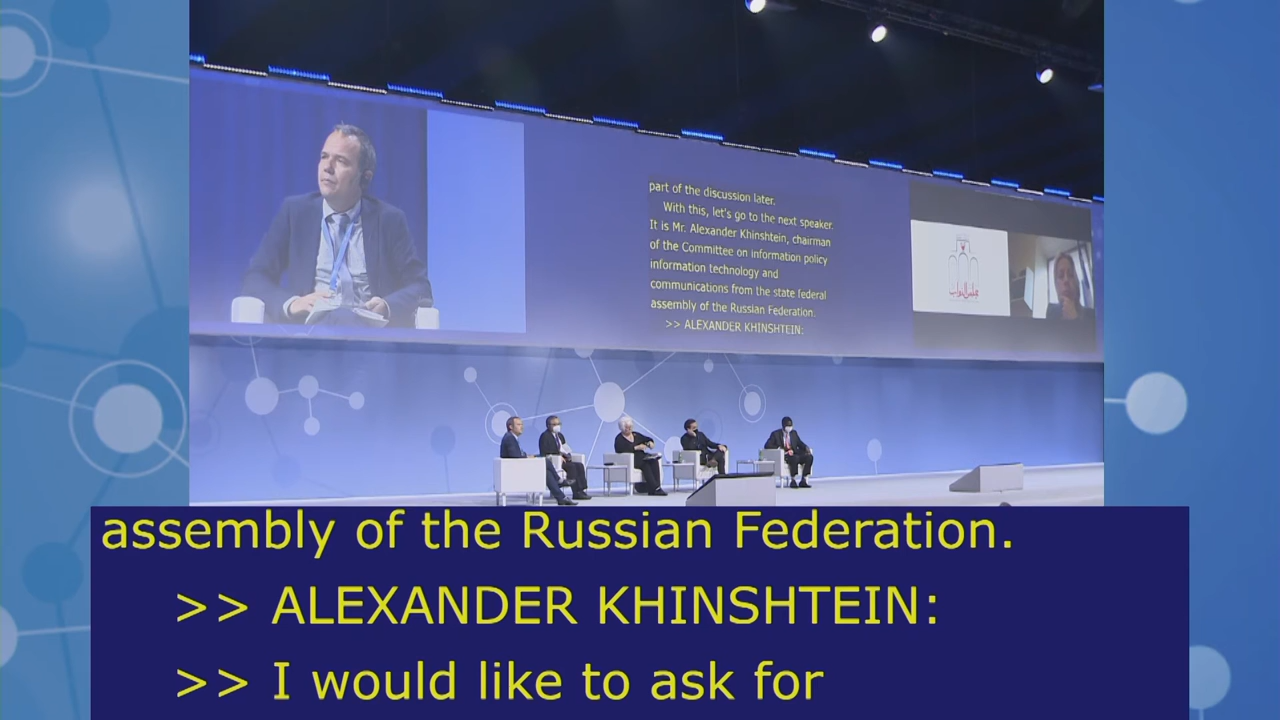 part of the discussion later.
With this, let's go to the next speaker.
It is Mr. Alexander Khinshtein, chairman
of the Committee on information policy
information technology and
communications from the state federal
assembly of the Russian Federation.
>> ALEXANDER KHINSHTEIN:
مجلس النواب
assembly of the Russian Federation.
>> ALEXANDER KHINSHTEIN:
>> I would like to ask for